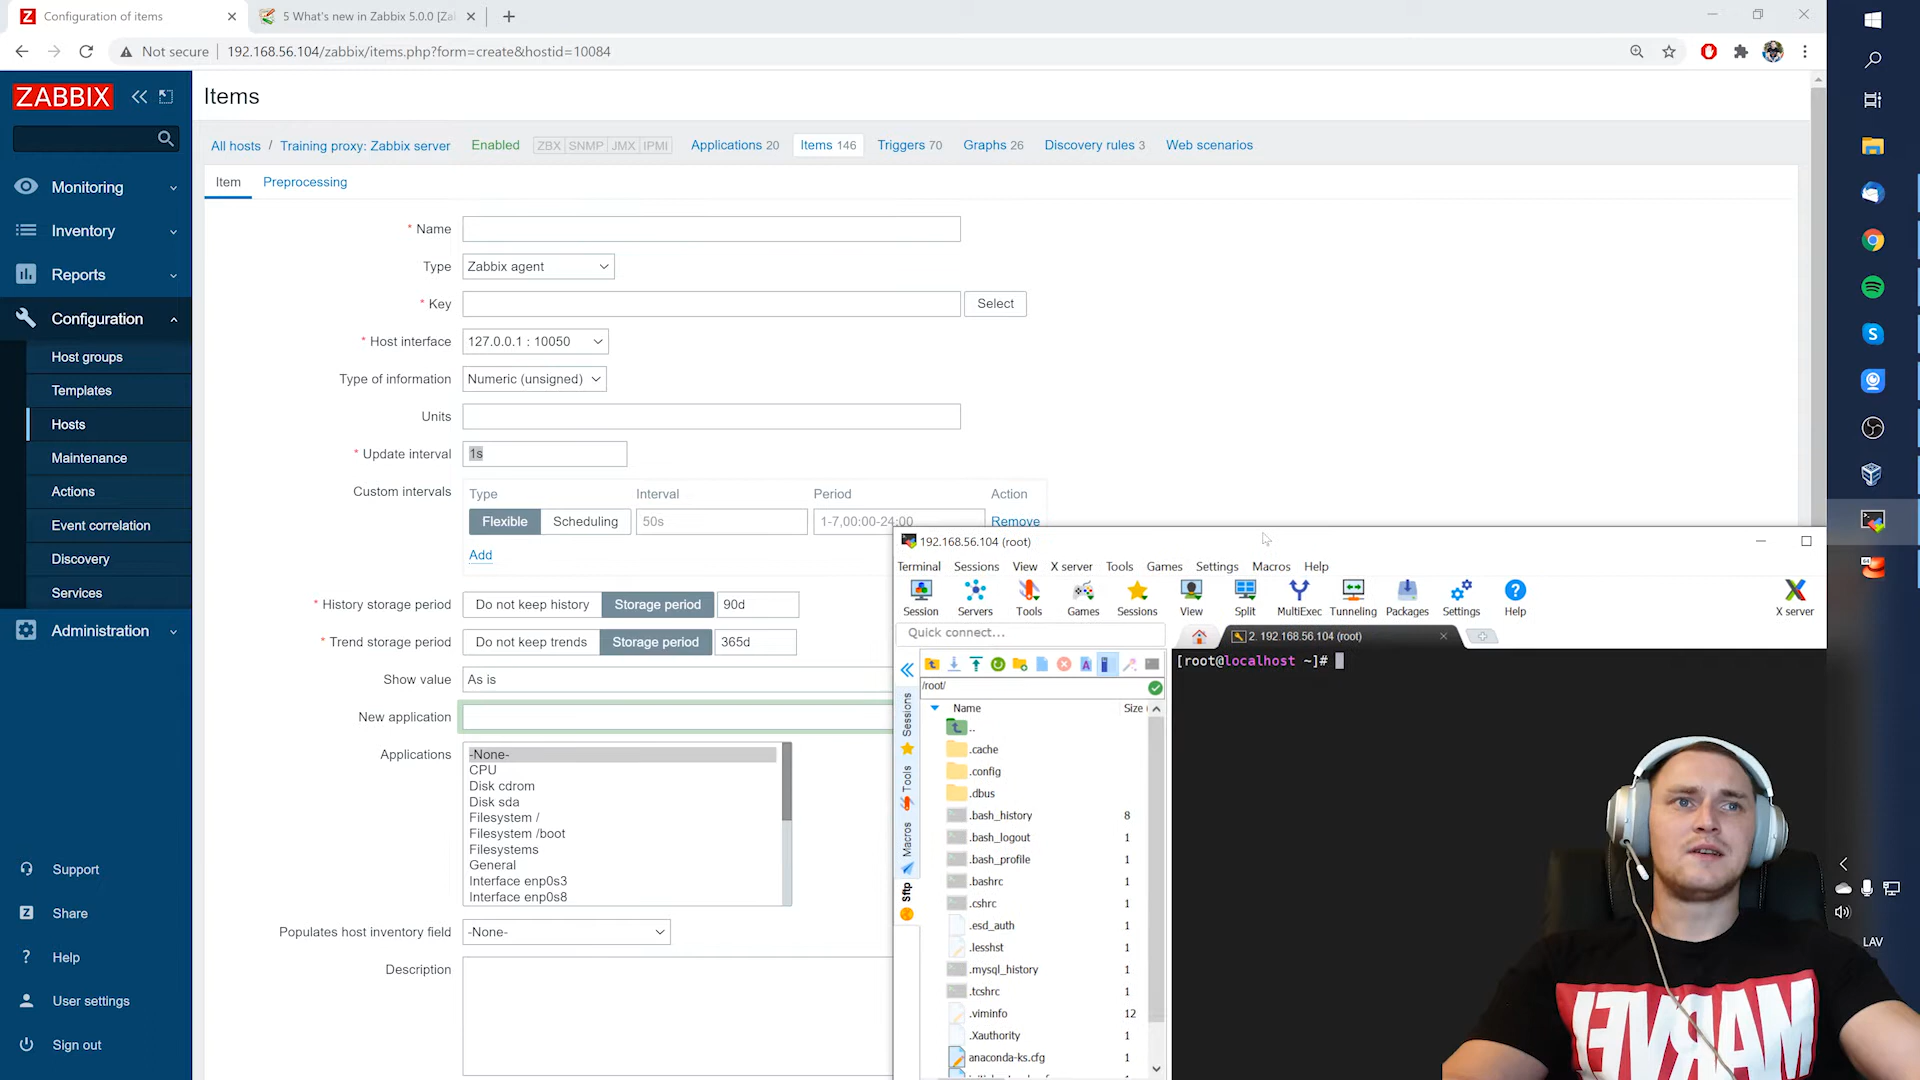 Configuration of items
5 What's new in Zabbix 5.0.0 [Za
Not secure
192.168.56.104/zabbix/items.php?form=create&hostid=10084
ZABBIX
Items
All hosts / Training proxy: Zabbix server Enabled ZBX SNMP JMX IPMI Applications 20 Items 146 Triggers 70 Graphs 26 Discovery rules 3 Web scenarios
Item Preprocessing
Monitoring
Inventory
Reports
Configuration
Host groups
Templates
Hosts
Maintenance
Actions
Event correlation
Discovery
Services
Administration
Support
Share
Help
User settings
Sign out
* Name
Type Zabbix agent
* Key Select
* Host interface 127.0.0.1 : 10050
Type of information Numeric (unsigned)
Units
* Update interval 1s
Custom intervals Type Interval Period Action
Flexible Scheduling 50s 1-7,00:00-24:00 Remove
Add
* History storage period Do not keep history Storage period 90d
* Trend storage period Do not keep trends Storage period 365d
Show value As is
New application
Applications -None-
CPU
Disk cdrom
Disk sda
Filesystem /
Filesystem /boot
Filesystems
General
Interface enp0s3
Interface enp0s8
Populates host inventory field -None-
Description
192.168.56.104 (root)
Terminal Sessions View X server Tools Games Settings Macros Help
Session Servers Tools Games Sessions View Split MultiExec Tunneling Packages Settings Help X server
Quick connect...
2. 192.168.56.104 (root)
/root/
Sessions
Tools
Macros
Sftp
Name Size
..
.cache
.config
.dbus
.bash_history 8
.bash_logout 1
.bash_profile 1
.bashrc 1
.cshrc 1
.esd_auth 1
.lesshst 1
.mysql_history 1
.tcshrc 1
.viminfo 12
.Xauthority 1
anaconda-ks.cfg 1
[root@localhost ~]#
MARVEL
LAV